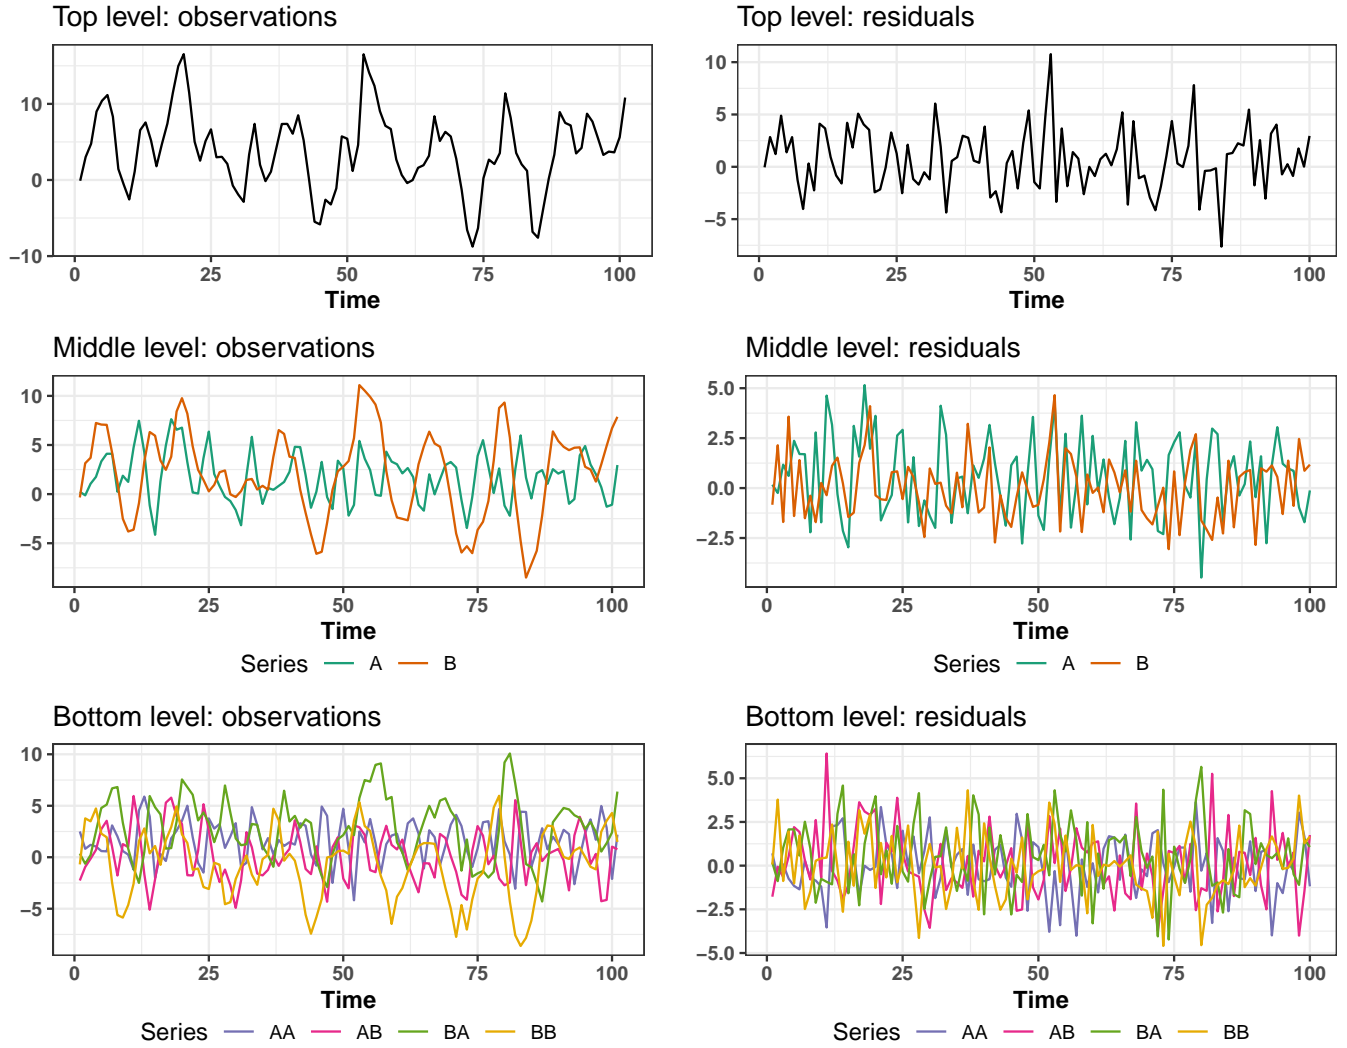 Top level: observations
10
0
−10
0 25 50 75 100
Time
Top level: residuals
10
5
0
−5
0 25 50 75 100
Time
Middle level: observations
10
5
0
−5
0 25 50 75 100
Time
Series A B
Middle level: residuals
5.0
2.5
0.0
−2.5
0 25 50 75 100
Time
Series A B
Bottom level: observations
10
5
0
−5
0 25 50 75 100
Time
Series AA AB BA BB
Bottom level: residuals
5.0
2.5
0.0
−2.5
−5.0
0 25 50 75 100
Time
Series AA AB BA BB